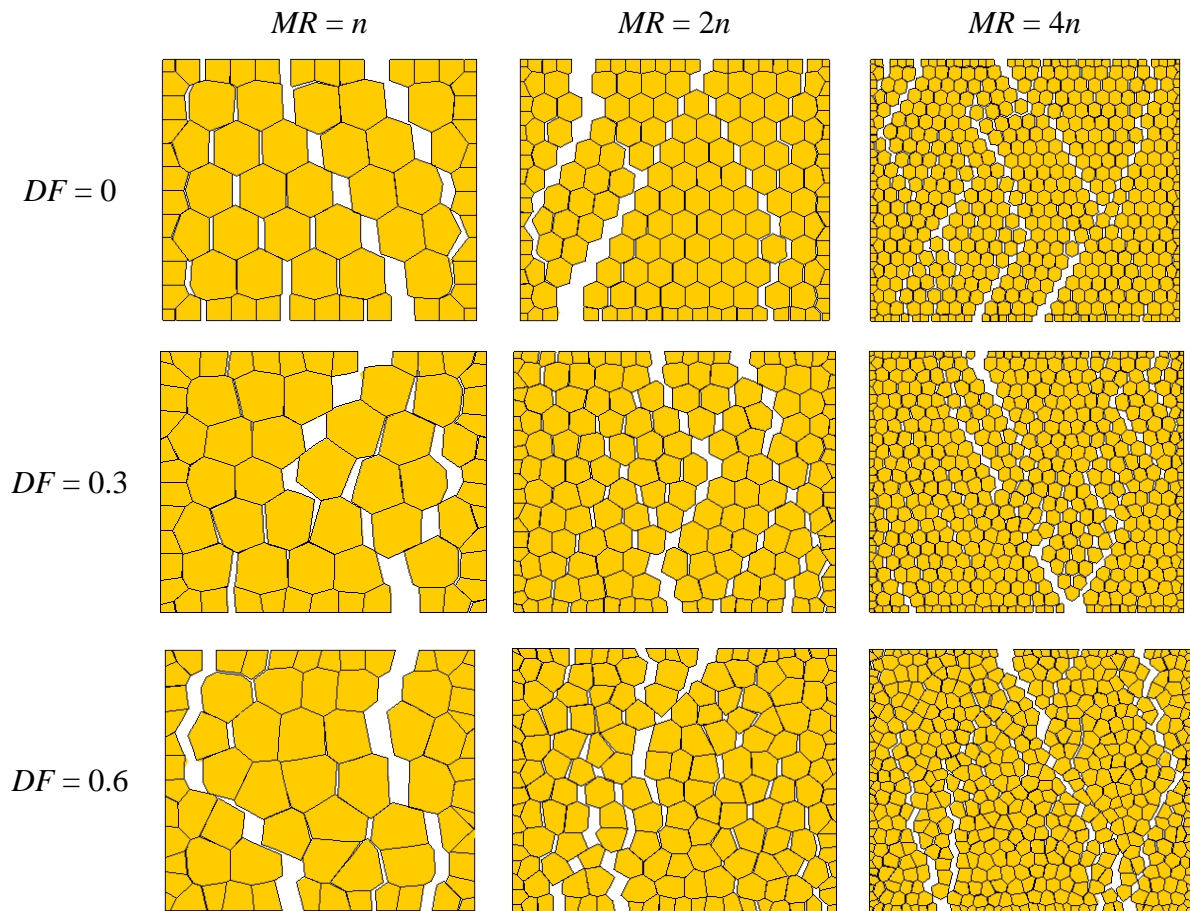 MR = n MR = 2n MR = 4n
DF = 0
DF = 0.3
DF = 0.6